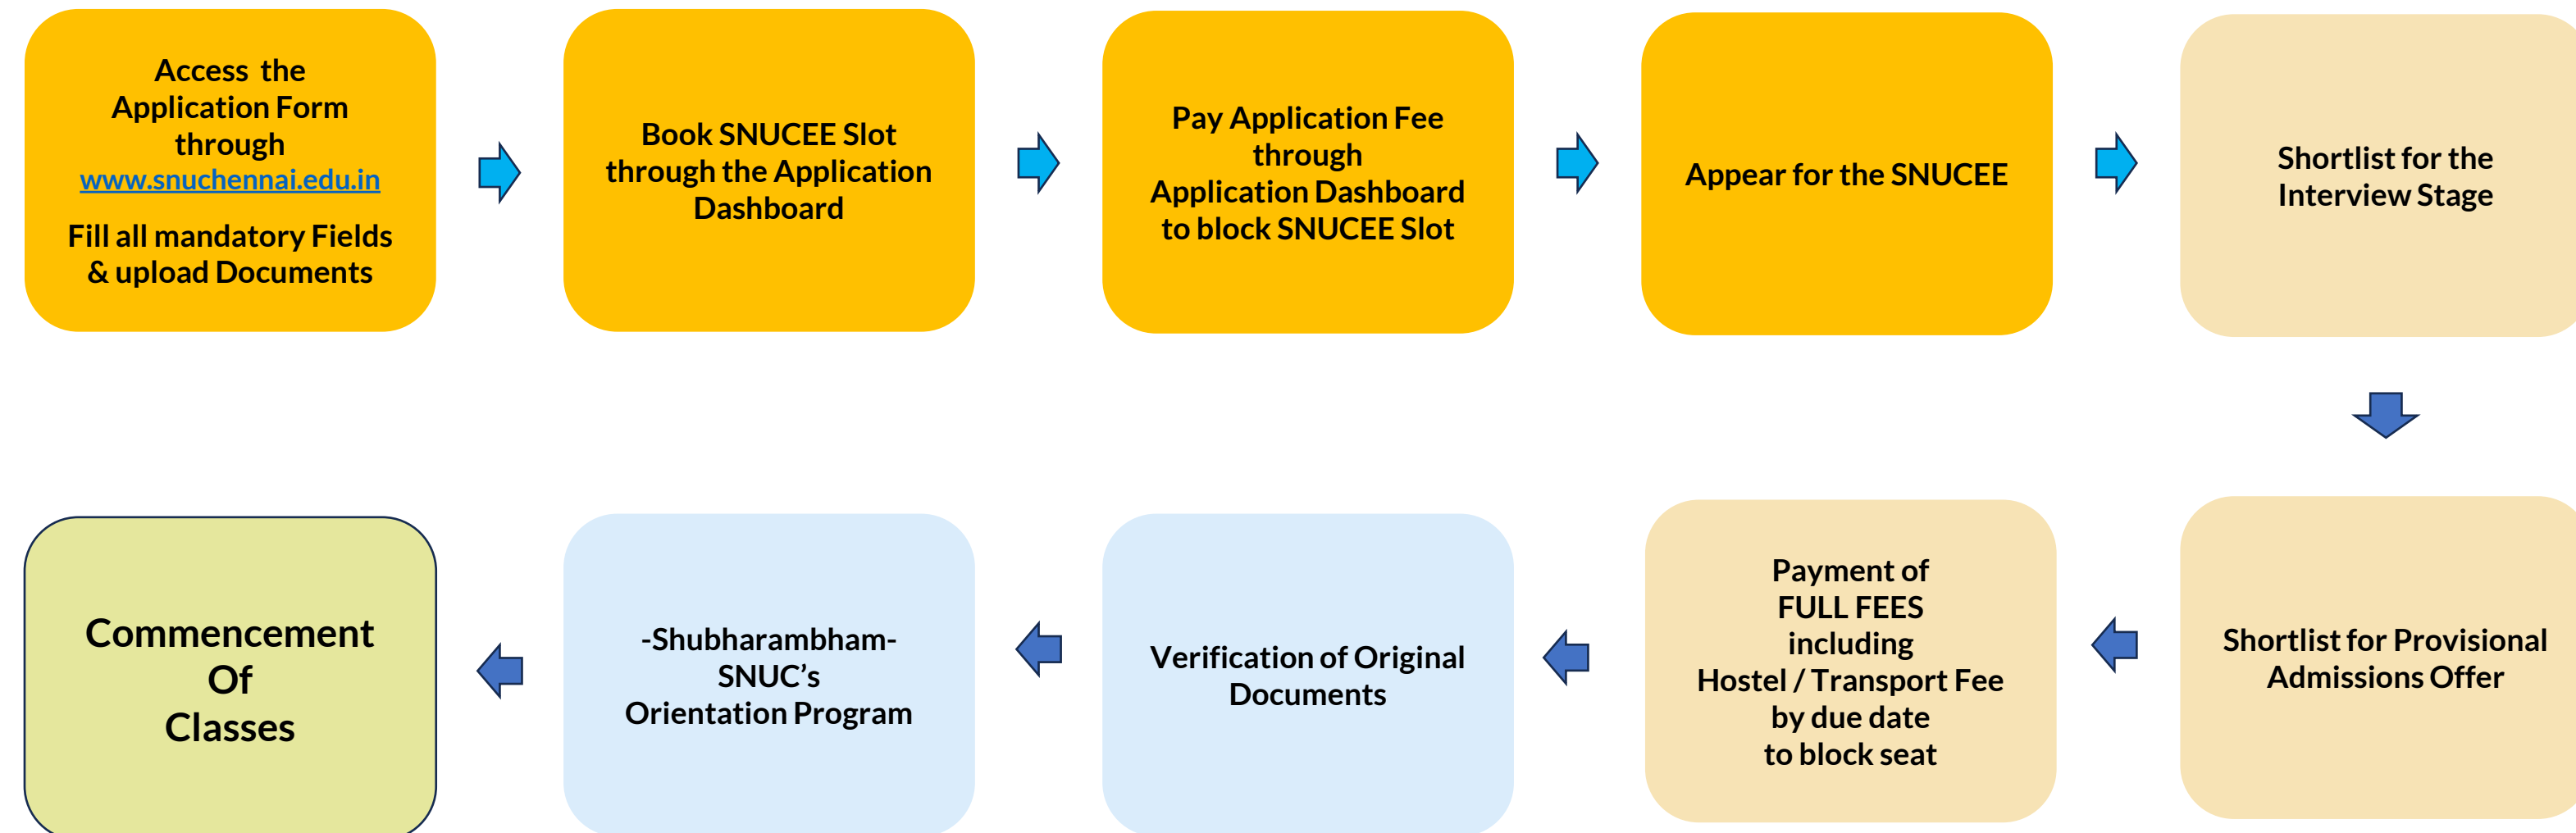 Access the
Application Form
through
www.snuchennai.edu.in
Fill all mandatory Fields
& upload Documents
Book SNUCEE Slot
through the Application
Dashboard
Pay Application Fee
through
Application Dashboard
to block SNUCEE Slot
Appear for the SNUCEE
Shortlist for the
Interview Stage
Shortlist for Provisional
Admissions Offer
Payment of
FULL FEES
including
Hostel / Transport Fee
by due date
to block seat
Verification of Original
Documents
-Shubharambham-
SNUC’s
Orientation Program
Commencement
Of
Classes